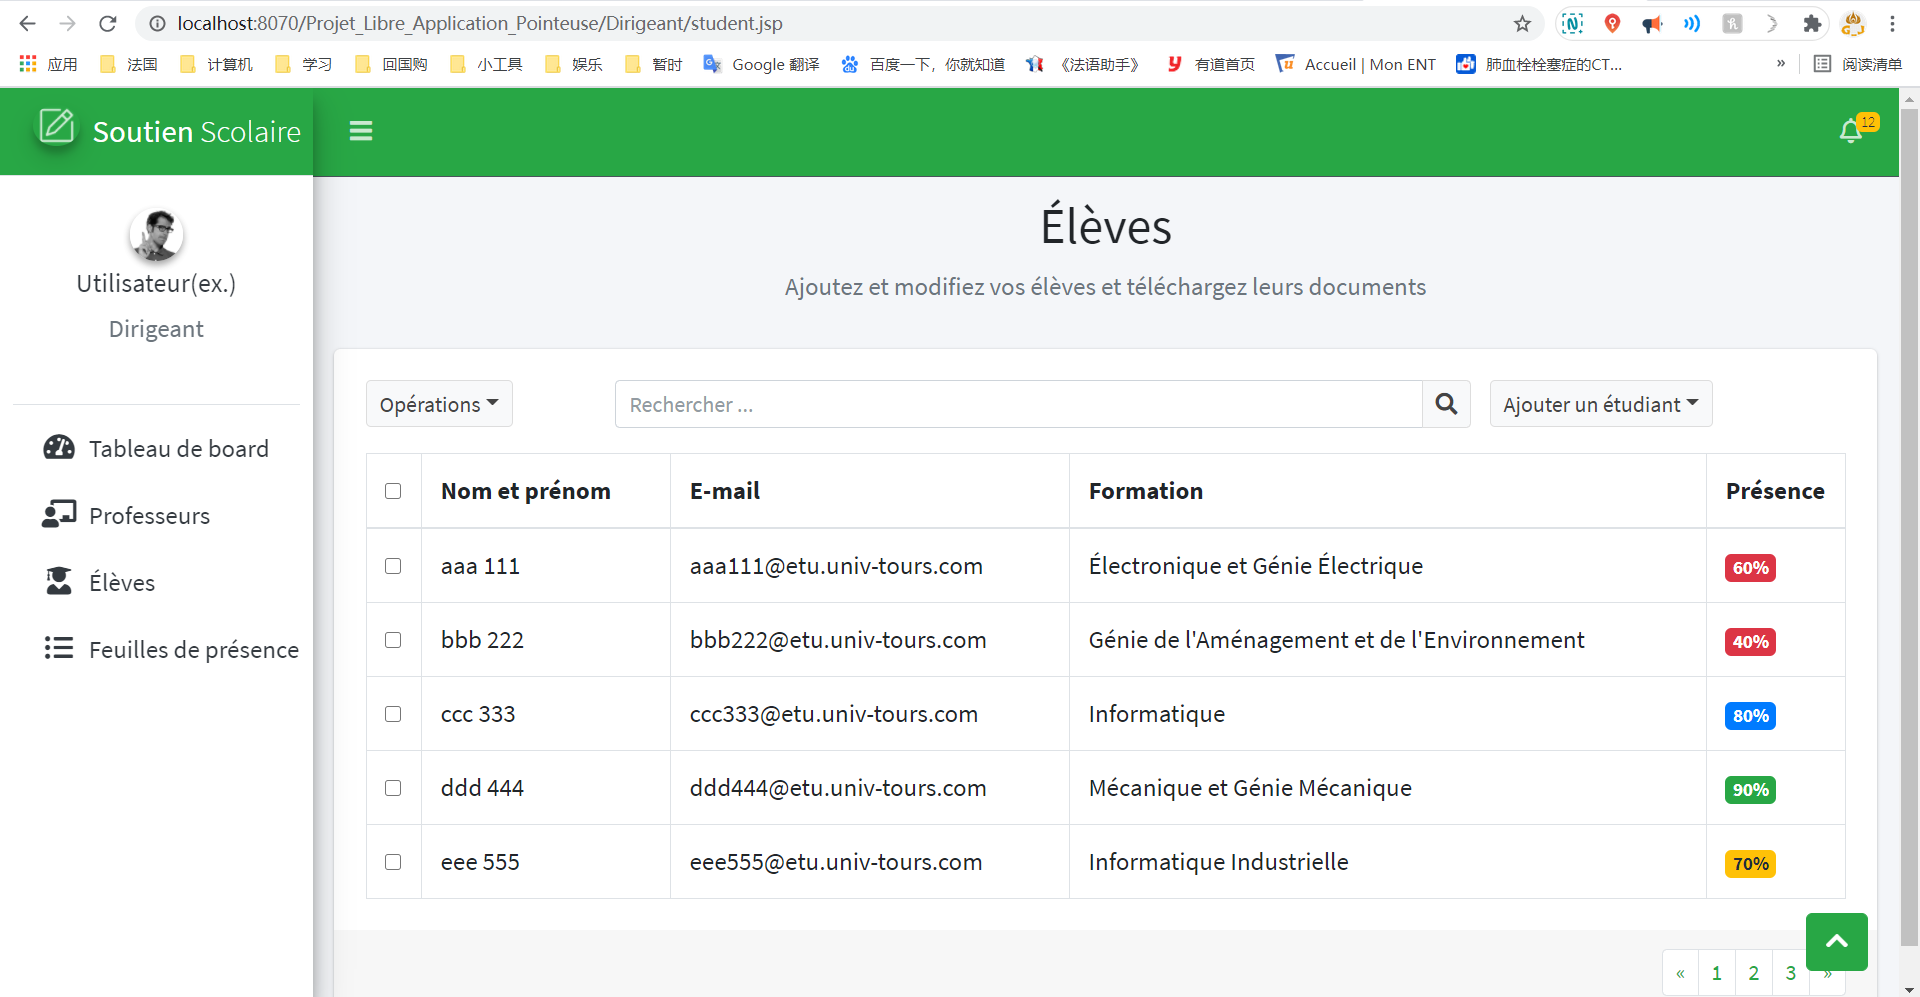 localhost:8070/Projet_Libre_Application_Pointeuse/Dirigeant/student.jsp
应用 法国 计算机 学习 回国购 小工具 娱乐 暂时 Google 翻译 百度一下，你就知道 《法语助手》 有道首页 Accueil | Mon ENT 肺血栓栓塞症的CT... » 阅读清单
Soutien Scolaire
12
Utilisateur(ex.)
Dirigeant
Tableau de board
Professeurs
Élèves
Feuilles de présence
Élèves
Ajoutez et modifiez vos élèves et téléchargez leurs documents
Opérations Rechercher ... Ajouter un étudiant
Nom et prénom E-mail Formation Présence
aaa 111 aaa111@etu.univ-tours.com Électronique et Génie Électrique 60%
bbb 222 bbb222@etu.univ-tours.com Génie de l'Aménagement et de l'Environnement 40%
ccc 333 ccc333@etu.univ-tours.com Informatique 80%
ddd 444 ddd444@etu.univ-tours.com Mécanique et Génie Mécanique 90%
eee 555 eee555@etu.univ-tours.com Informatique Industrielle 70%
« 1 2 3 »